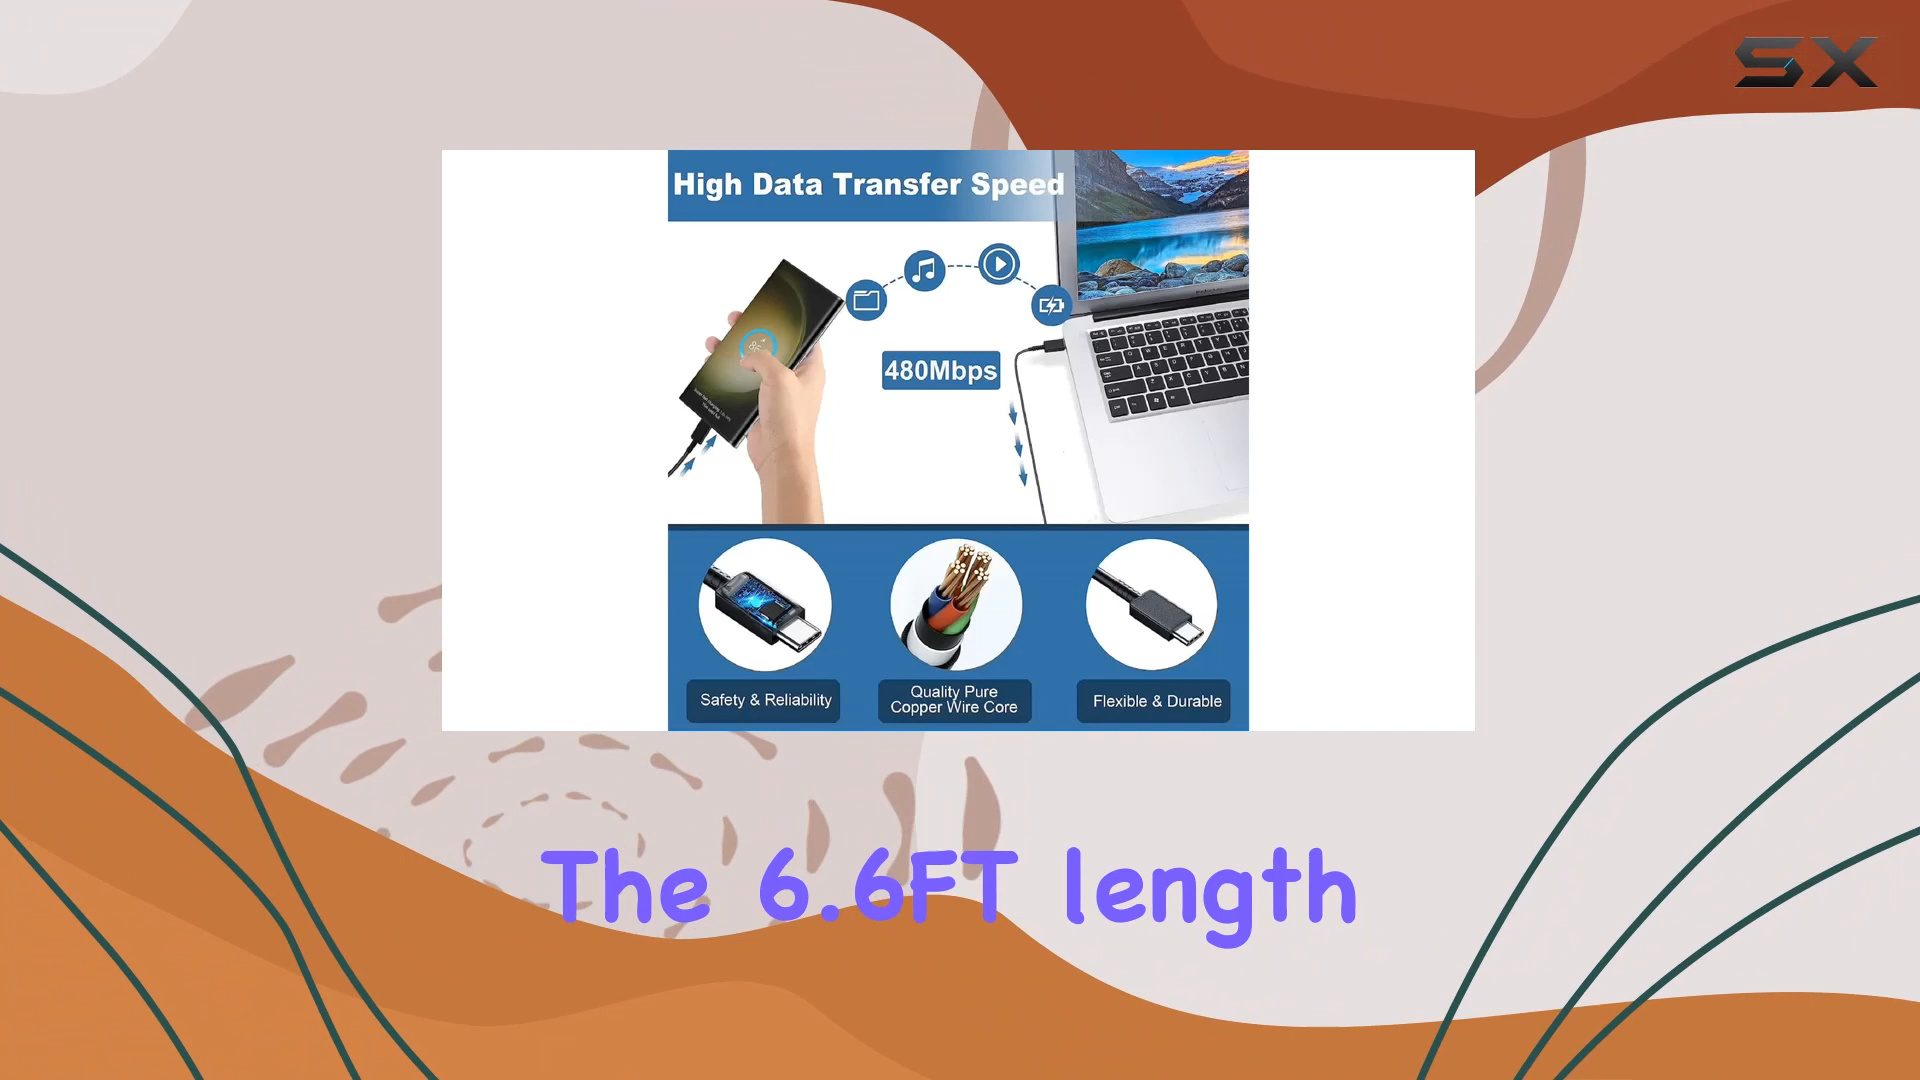 SX
High Data Transfer Speed
480Mbps
Safety & Reliability
Quality Pure
Copper Wire Core
Flexible & Durable
The 6.6FT length